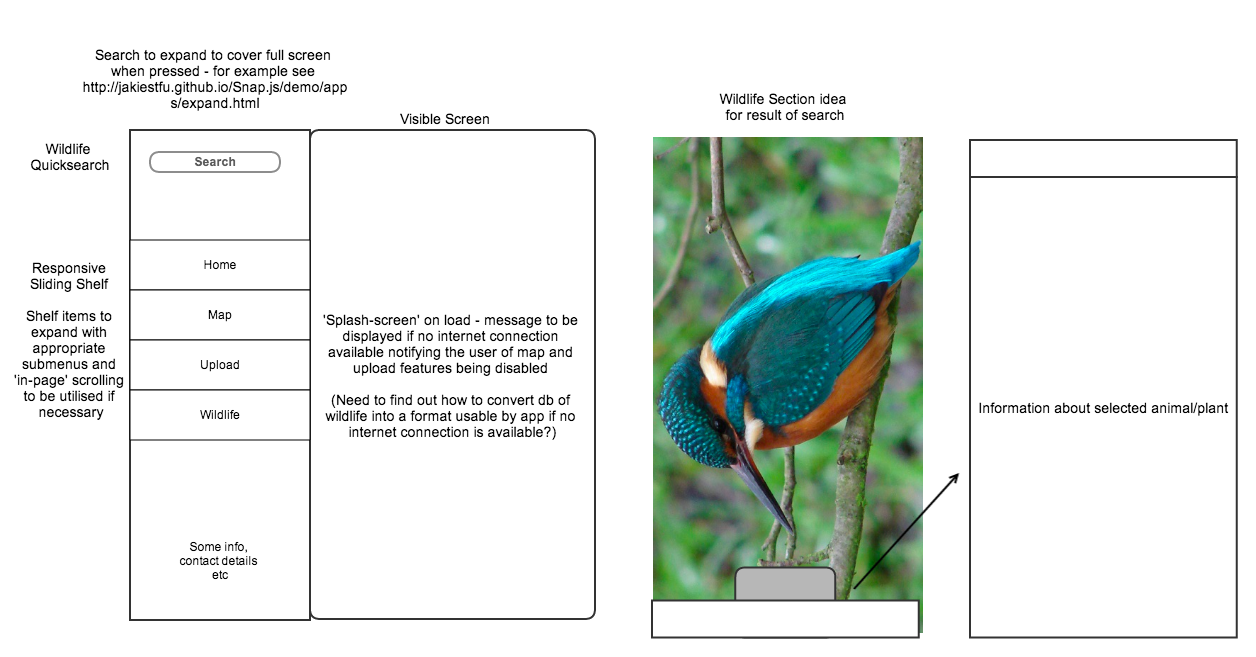 Search to expand to cover full screen
when pressed - for example see
http://jakiestfu.github.io/Snap.js/demo/app
s/expand.html
Visible Screen
Wildlife
Quicksearch
Search
Responsive
Sliding Shelf
Shelf items to
expand with
appropriate
submenus and
'in-page' scrolling
to be utilised if
necessary
Home
Map
Upload
Wildlife
Some info,
contact details
etc
'Splash-screen' on load - message to be
displayed if no internet connection
available notifying the user of map and
upload features being disabled
(Need to find out how to convert db of
wildlife into a format usable by app if no
internet connection is available?)
Wildlife Section idea
for result of search
Information about selected animal/plant